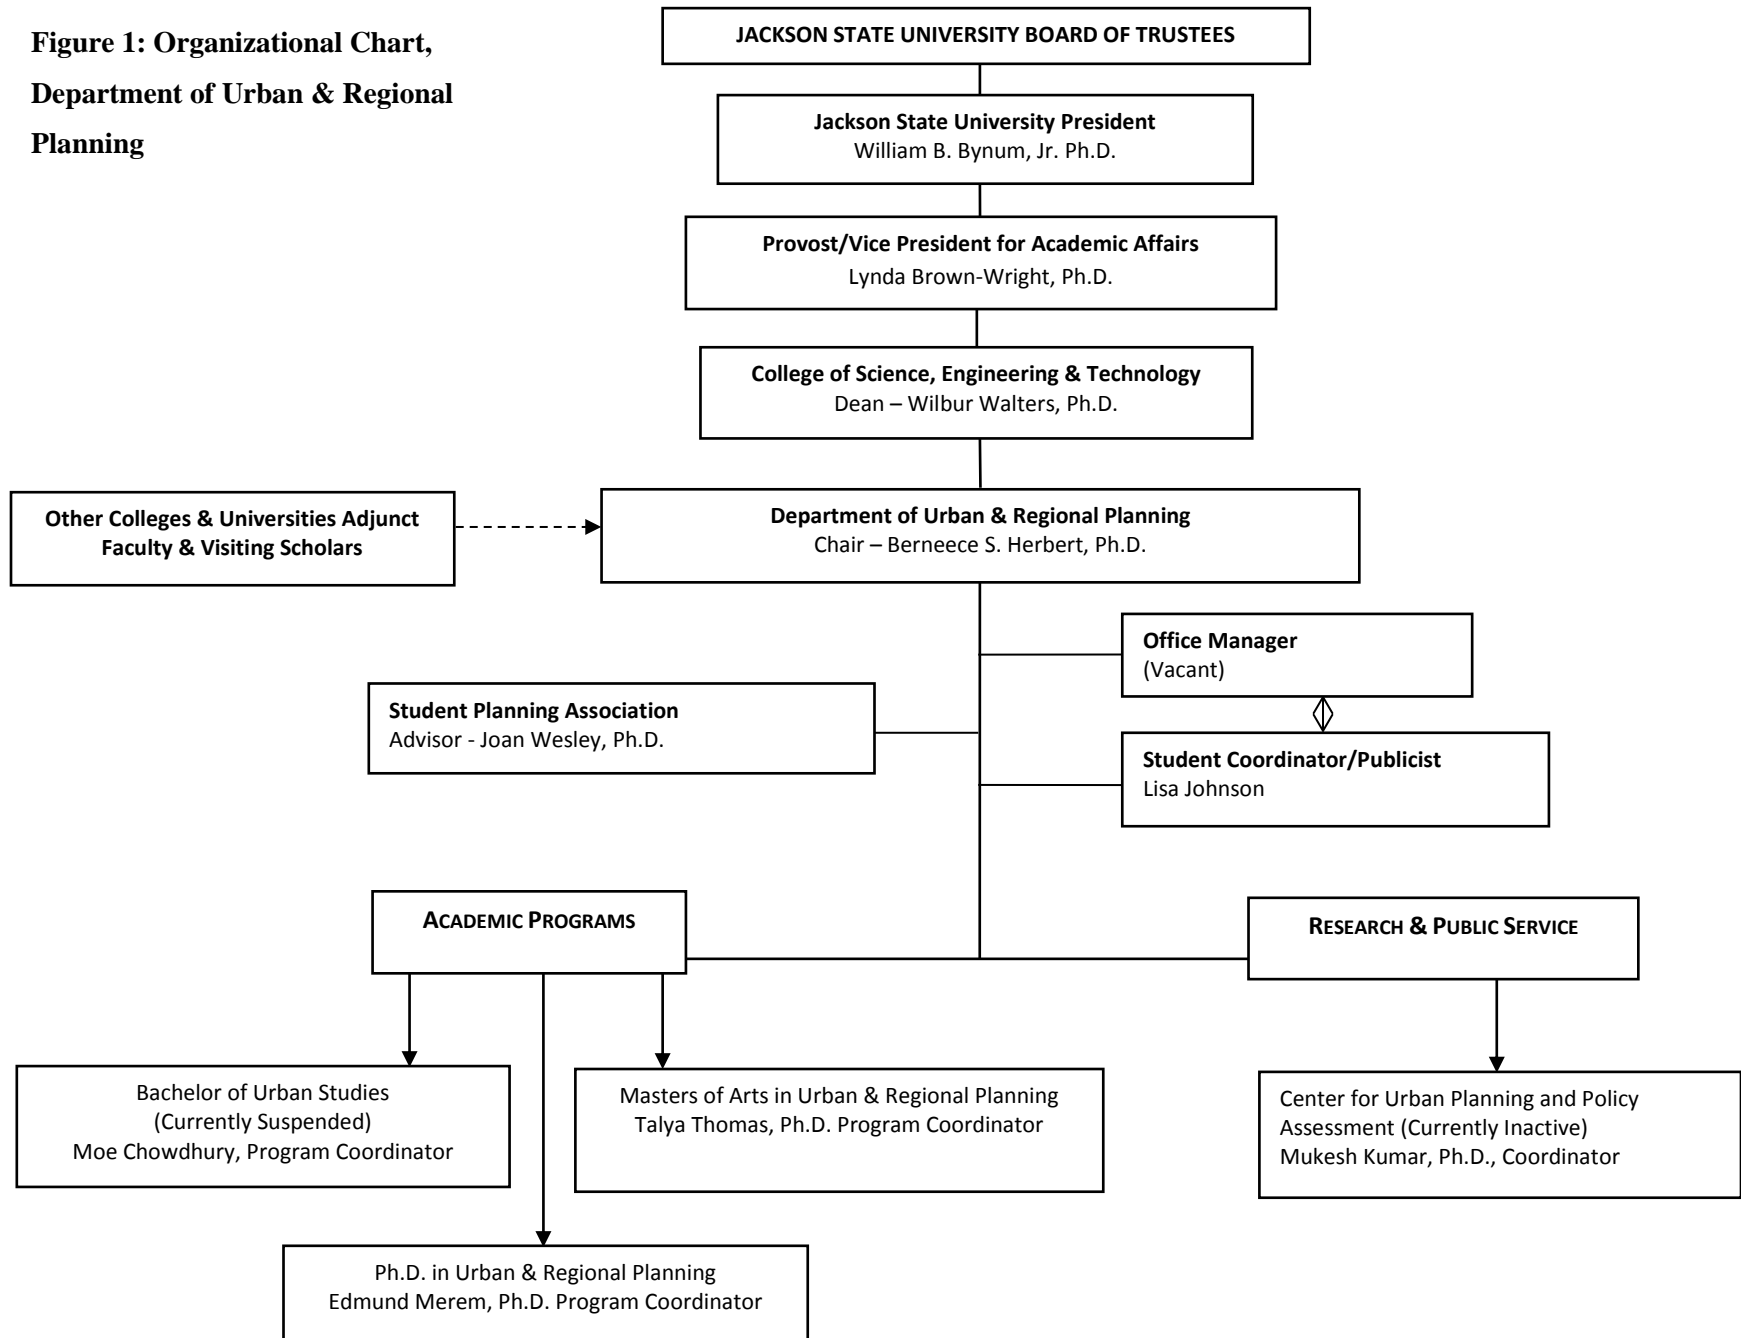 Figure 1: Organizational Chart,
Department of Urban & Regional
Planning
JACKSON STATE UNIVERSITY BOARD OF TRUSTEES
Jackson State University President
William B. Bynum, Jr. Ph.D.
Provost/Vice President for Academic Affairs
Lynda Brown-Wright, Ph.D.
College of Science, Engineering & Technology
Dean – Wilbur Walters, Ph.D.
Other Colleges & Universities Adjunct
Faculty & Visiting Scholars
Department of Urban & Regional Planning
Chair – Berneece S. Herbert, Ph.D.
Office Manager
(Vacant)
Student Planning Association
Advisor - Joan Wesley, Ph.D.
Student Coordinator/Publicist
Lisa Johnson
ACADEMIC PROGRAMS
RESEARCH & PUBLIC SERVICE
Bachelor of Urban Studies
(Currently Suspended)
Moe Chowdhury, Program Coordinator
Masters of Arts in Urban & Regional Planning
Talya Thomas, Ph.D. Program Coordinator
Center for Urban Planning and Policy
Assessment (Currently Inactive)
Mukesh Kumar, Ph.D., Coordinator
Ph.D. in Urban & Regional Planning
Edmund Merem, Ph.D. Program Coordinator